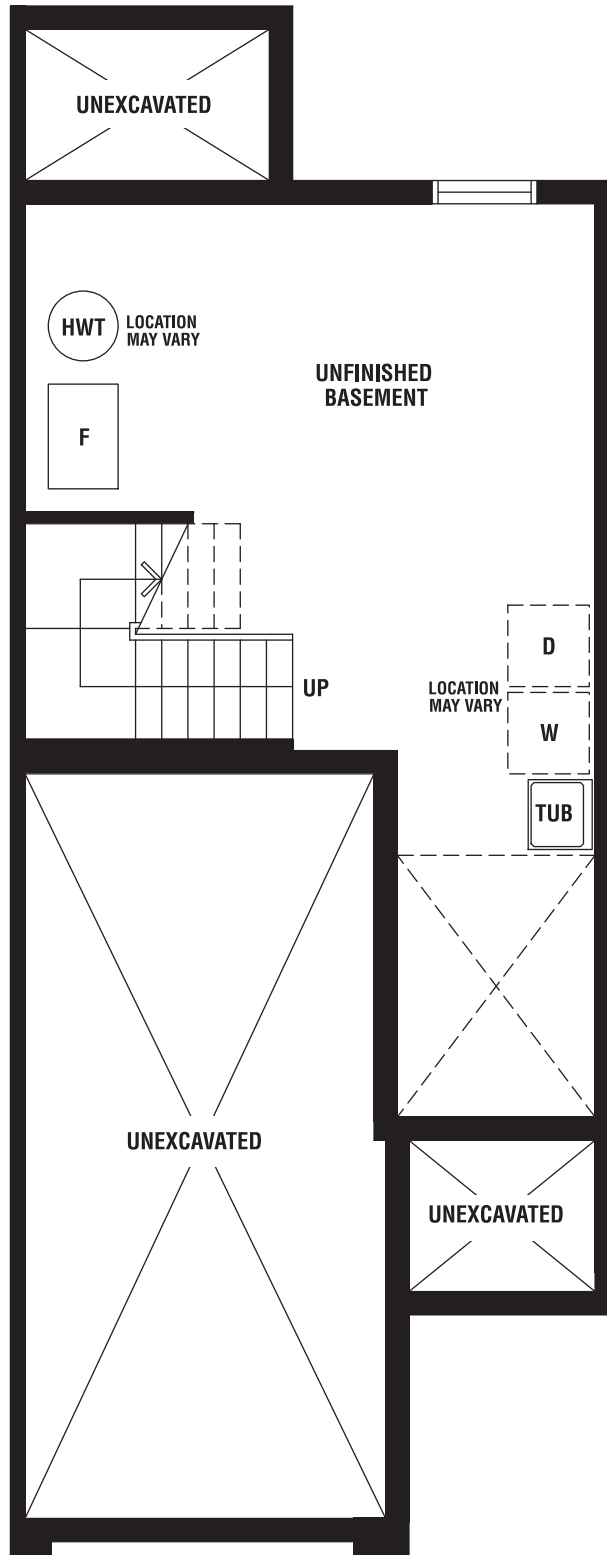 UNEXCAVATED
HWT
LOCATION
MAY VARY
UNFINISHED
BASEMENT
F
UP
D
LOCATION
MAY VARY
W
TUB
UNEXCAVATED
UNEXCAVATED